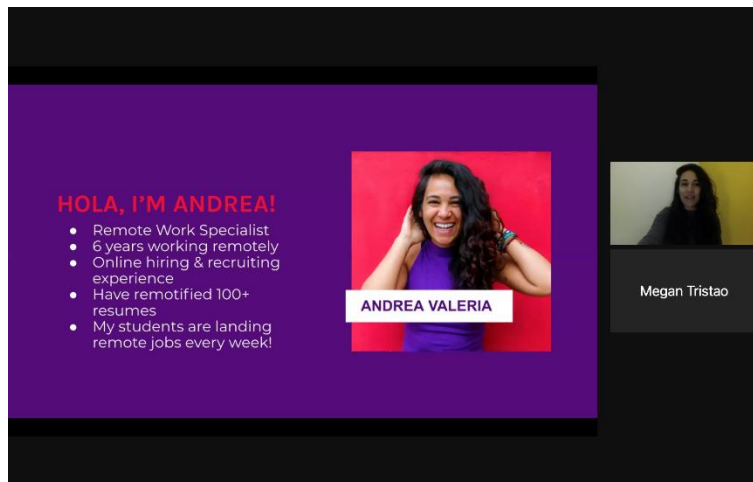 HOLA, I'M ANDREA!
● Remote Work Specialist
● 6 years working remotely
● Online hiring & recruiting
experience
● Have remotified 100+
resumes
● My students are landing
remote jobs every week!
ANDREA VALERIA
Megan Tristao